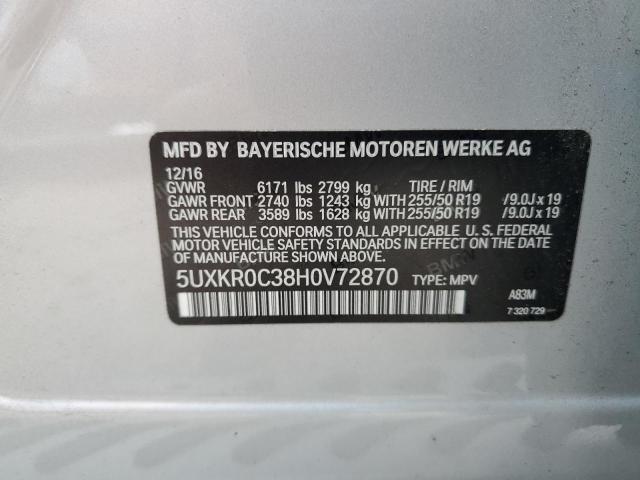 MFD BY BAYERISCHE MOTOREN WERKE AG
12/16
GVWR 6171 lbs 2799 kg TIRE / RIM
GAWR FRONT 2740 lbs 1243 kg WITH 255/50 R19 /9.0J x 19
GAWR REAR 3589 lbs 1628 kg WITH 255/50 R19 /9.0J x 19
THIS VEHICLE CONFORMS TO ALL APPLICABLE U. S. FEDERAL
MOTOR VEHICLE SAFETY STANDARDS IN EFFECT ON THE DATE
OF MANUFACTURE SHOWN ABOVE.
5UXKR0C38H0V72870 TYPE: MPV
A83M
7 320 729